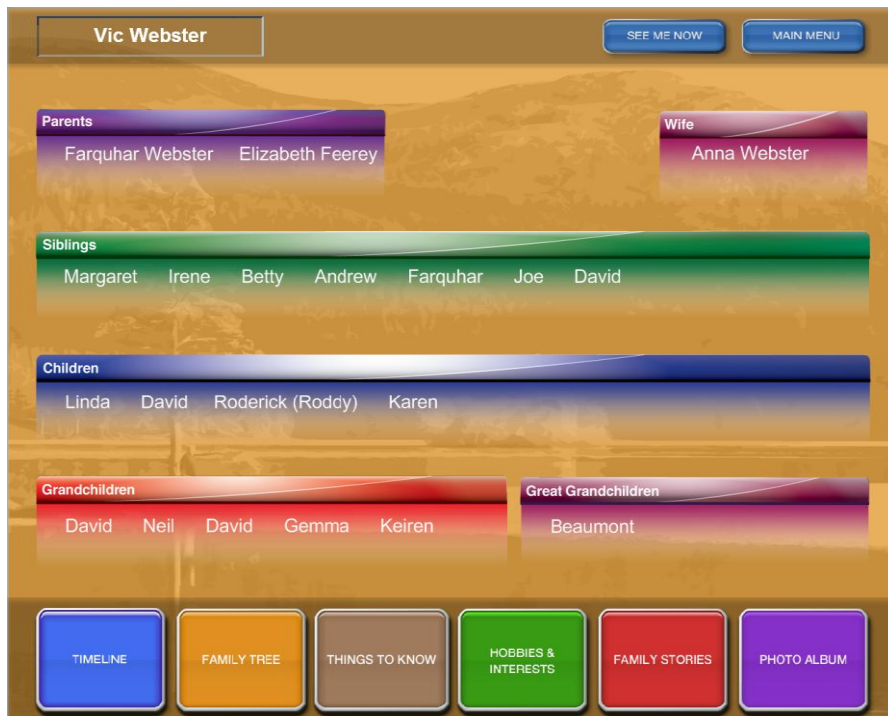 Vic Webster
SEE ME NOW
MAIN MENU
Parents
Farquhar Webster Elizabeth Feerey
Wife
Anna Webster
Siblings
Margaret Irene Betty Andrew Farquhar Joe David
Children
Linda David Roderick (Roddy) Karen
Grandchildren
David Neil David Gemma Keiren
Great Grandchildren
Beaumont
TIMELINE
FAMILY TREE
THINGS TO KNOW
HOBBIES &
INTERESTS
FAMILY STORIES
PHOTO ALBUM